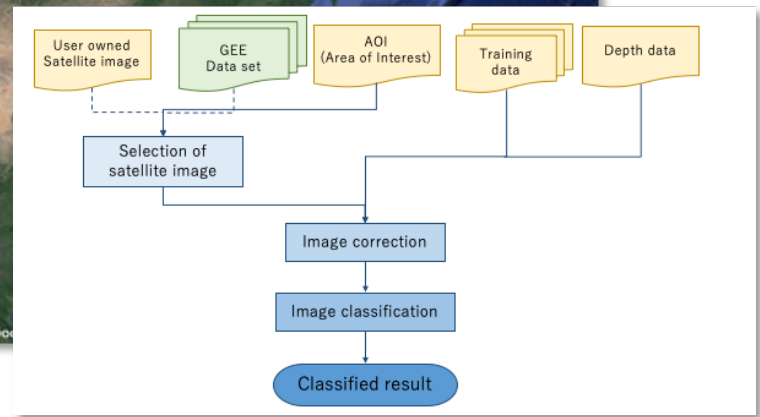 User owned
Satellite image
GEE
Data set
AOI
(Area of Interest)
Training
data
Depth data
Selection of
satellite image
Image correction
Image classification
Classified result